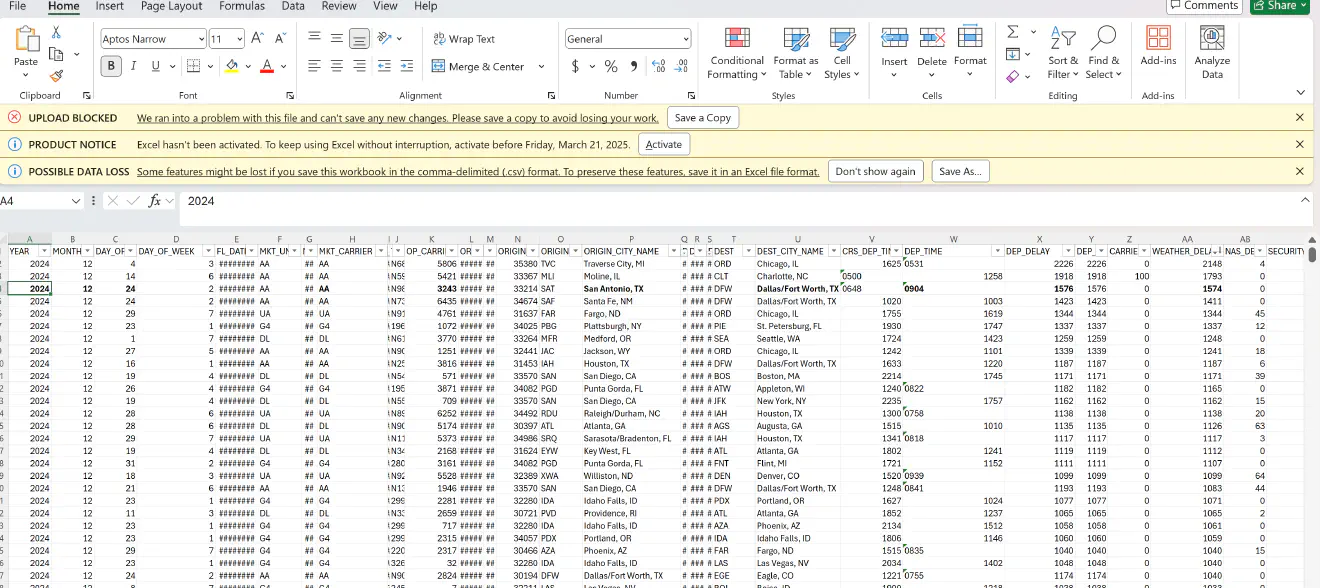 File Home Insert Page Layout Formulas Data Review View Help Comments Share
Aptos Narrow 11 Wrap Text General
Paste B I U Merge & Center $ % Conditional Formatting Format as Table Cell Styles Insert Delete Format Sort & Filter Find & Select Add-ins Analyze Data
Clipboard Font Alignment Number Styles Cells Editing Add-ins
UPLOAD BLOCKED We ran into a problem with this file and can't save any new changes. Please save a copy to avoid losing your work. Save a Copy
PRODUCT NOTICE Excel hasn't been activated. To keep using Excel without interruption, activate before Friday, March 21, 2025. Activate
POSSIBLE DATA LOSS Some features might be lost if you save this workbook in the comma-delimited (.csv) format. To preserve these features, save it in an Excel file format. Don't show again Save As...
A4 fx 2024
A B C D E F G H I J K L M N O P Q R S T U V W X Y Z AA AB
YEAR MONTH DAY_OF DAY_OF_WEEK FL_DATE MKT_UN MKT_CARRIER OP_CARRI OR ORIGIN ORIGIN ORIGIN_CITY_NAME D DEST DEST_CITY_NAME CRS_DEP_TIM DEP_TIME DEP_DELAY DEP_ CARRIE WEATHER_DELA NAS_DE SECURITY
2024 12 4 3 ######## AA ## AA N68 5806 ##### ## 35380 TVC Traverse City, MI # ### # ORD Chicago, IL 1625 0531 2226 2226 0 2148 4
2024 12 14 6 ######## AA ## AA N59 5421 ##### ## 33367 MLI Moline, IL # ### # CLT Charlotte, NC 0500 1258 1918 1918 100 1793 0
2024 12 24 2 ######## AA ## AA N98 3243 ##### ## 33214 SAT San Antonio, TX # ### # DFW Dallas/Fort Worth, TX 0648 0904 1576 1576 0 1574 0
2024 12 24 2 ######## AA ## AA N73 6435 ##### ## 34674 SAF Santa Fe, NM # ### # DFW Dallas/Fort Worth, TX 1020 1003 1423 1423 0 1411 0
2024 12 29 7 ######## UA ## UA N91 4761 ##### ## 31637 FAR Fargo, ND # ### # ORD Chicago, IL 1755 1619 1344 1344 0 1344 45
2024 12 23 1 ######## G4 ## G4 196 1072 ##### ## 34025 PBG Plattsburgh, NY # ### # PIE St. Petersburg, FL 1930 1747 1337 1337 0 1337 12
2024 12 1 7 ######## DL ## DL N61 3770 ##### ## 33264 MFR Medford, OR # ### # SEA Seattle, WA 1724 1423 1259 1259 0 1248 0
2024 12 27 5 ######## AA ## AA N90 1251 ##### ## 32441 JAC Jackson, WY # ### # ORD Chicago, IL 1242 1101 1339 1339 0 1241 18
2024 12 16 1 ######## AA ## AA N25 3816 ##### ## 31453 IAH Houston, TX # ### # DFW Dallas/Fort Worth, TX 1633 1220 1187 1187 0 1187 6
2024 12 19 4 ######## DL ## DL N54 571 ##### ## 33570 SAN San Diego, CA # ### # BOS Boston, MA 2214 1745 1171 1171 0 1171 39
2024 12 26 4 ######## G4 ## G4 195 3871 ##### ## 34082 PGD Punta Gorda, FL # ### # ATW Appleton, WI 1240 0822 1182 1182 0 1165 0
2024 12 19 4 ######## DL ## DL N55 709 ##### ## 33570 SAN San Diego, CA # ### # JFK New York, NY 2235 1757 1162 1162 0 1162 15
2024 12 28 6 ######## UA ## UA N89 6252 ##### ## 34492 RDU Raleigh/Durham, NC # ### # IAH Houston, TX 1300 0758 1138 1138 0 1138 20
2024 12 28 6 ######## DL ## DL N90 5174 ##### ## 30397 ATL Atlanta, GA # ### # AGS Augusta, GA 1515 1010 1135 1135 0 1126 63
2024 12 29 7 ######## UA ## UA N11 5373 ##### ## 34986 SRQ Sarasota/Bradenton, FL # ### # IAH Houston, TX 1341 0818 1117 1117 0 1117 3
2024 12 19 4 ######## DL ## DL N34 2168 ##### ## 31624 EYW Key West, FL # ### # ATL Atlanta, GA 1802 1241 1119 1119 0 1112 0
2024 12 31 2 ######## G4 ## G4 280 3161 ##### ## 34082 PGD Punta Gorda, FL # ### # FNT Flint, MI 1721 1152 1111 1111 0 1107 0
2024 12 18 3 ######## UA ## UA N92 5528 ##### ## 32389 XWA Williston, ND # ### # DEN Denver, CO 1520 0939 1099 1099 0 1099 64
2024 12 21 6 ######## AA ## AA N13 1946 ##### ## 33570 SAN San Diego, CA # ### # DFW Dallas/Fort Worth, TX 1248 0841 1193 1193 0 1083 44
2024 12 23 1 ######## G4 ## G4 299 2281 ##### ## 32280 IDA Idaho Falls, ID # ### # PDX Portland, OR 1627 1024 1077 1077 0 1071 0
2024 12 11 3 ######## DL ## DL N33 2659 ##### ## 30721 PVD Providence, RI # ### # ATL Atlanta, GA 1852 1237 1065 1065 0 1065 2
2024 12 23 1 ######## G4 ## G4 299 717 ##### ## 32280 IDA Idaho Falls, ID # ### # AZA Phoenix, AZ 2134 1512 1058 1058 0 1061 0
2024 12 23 1 ######## G4 ## G4 299 2315 ##### ## 34057 PDX Portland, OR # ### # IDA Idaho Falls, ID 1806 1146 1060 1060 0 1059 0
2024 12 29 7 ######## G4 ## G4 220 2317 ##### ## 30466 AZA Phoenix, AZ # ### # FAR Fargo, ND 1515 0835 1040 1040 0 1040 15
2024 12 23 1 ######## G4 ## G4 326 32 ##### ## 32280 IDA Idaho Falls, ID # ### # LAS Las Vegas, NV 2034 1402 1048 1048 0 1040 0
2024 12 24 2 ######## AA ## AA N90 2824 ##### ## 30194 DFW Dallas/Fort Worth, TX # ### # EGE Eagle, CO 1221 0755 1174 1174 0 1040 0